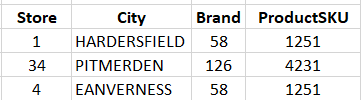 Store City Brand ProductSKU
1 HARDERSFIELD 58 1251
34 PITMERDEN 126 4231
4 EANVERNESS 58 1251